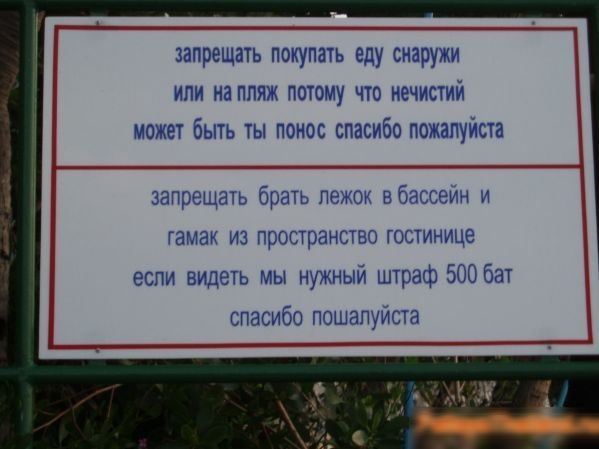 запрещать покупать еду снаружи
или на пляж потому что нечистий
может быть ты понос спасибо пожалуйста
запрещать брать лежок в бассейн и
гамак из пространство гостинице
если видеть мы нужный штраф 500 бат
спасибо пошалуйста